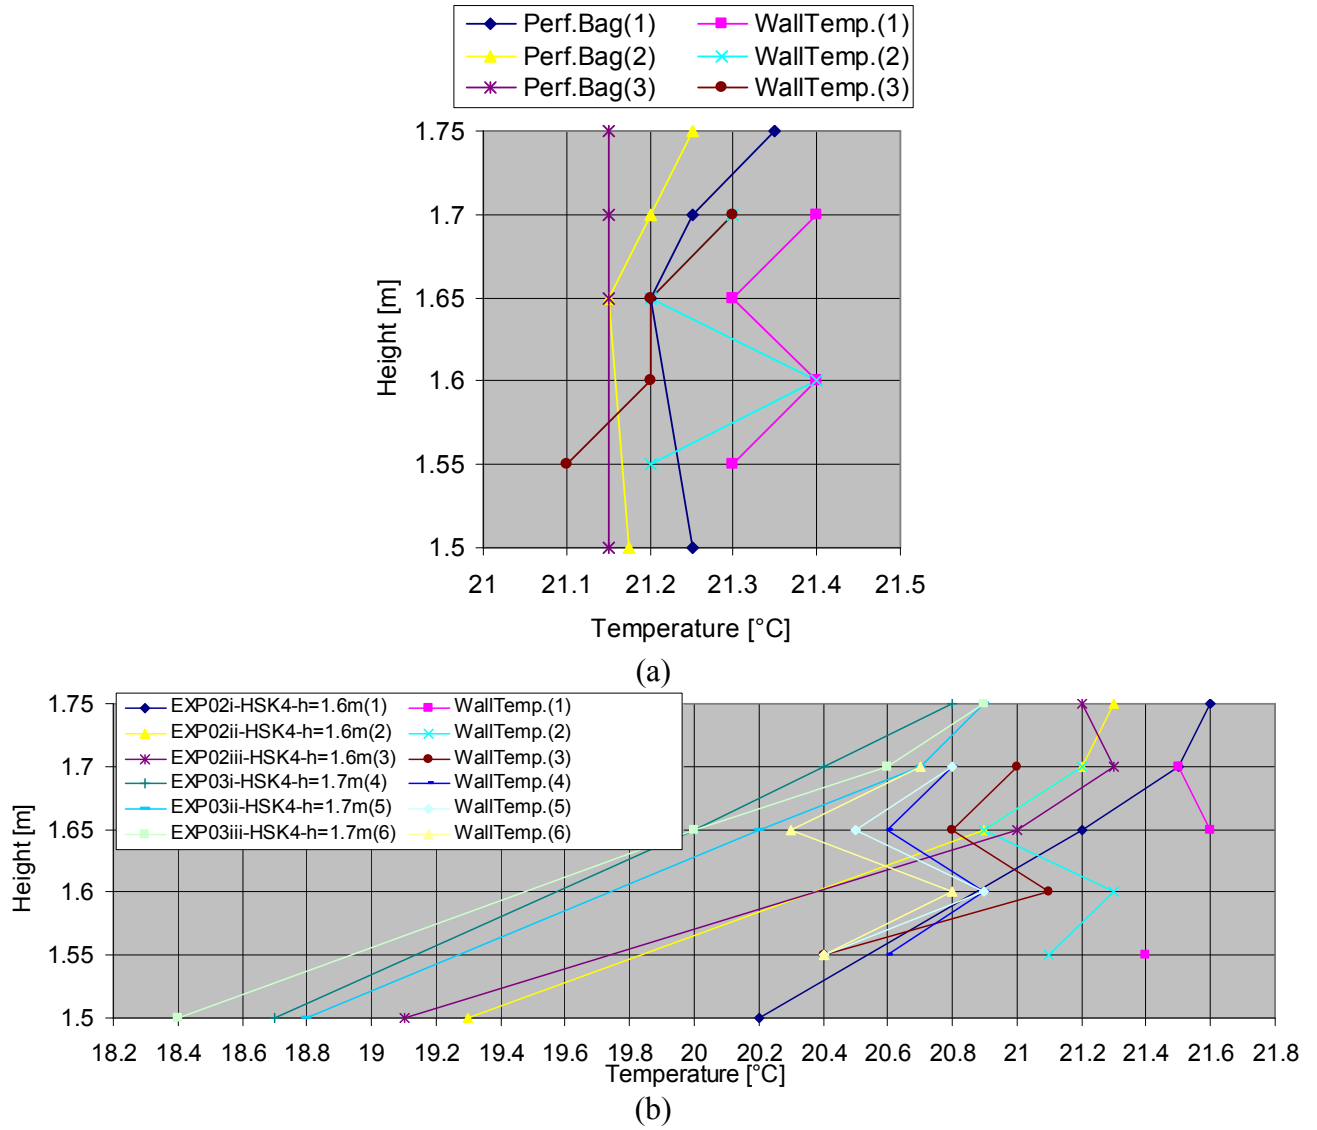 Perf.Bag(1) WallTemp.(1)
Perf.Bag(2) WallTemp.(2)
Perf.Bag(3) WallTemp.(3)
1.75
1.7
1.65
1.6
1.55
1.5
Height [m]
21 21.1 21.2 21.3 21.4 21.5
Temperature [°C]
(a)
EXP02i-HSK4-h=1.6m(1) WallTemp.(1)
EXP02ii-HSK4-h=1.6m(2) WallTemp.(2)
EXP02iii-HSK4-h=1.6m(3) WallTemp.(3)
EXP03i-HSK4-h=1.7m(4) WallTemp.(4)
EXP03ii-HSK4-h=1.7m(5) WallTemp.(5)
EXP03iii-HSK4-h=1.7m(6) WallTemp.(6)
1.75
1.7
1.65
1.6
1.55
1.5
Height [m]
18.2 18.4 18.6 18.8 19 19.2 19.4 19.6 19.8 20 20.2 20.4 20.6 20.8 21 21.2 21.4 21.6 21.8
Temperature [°C]
(b)